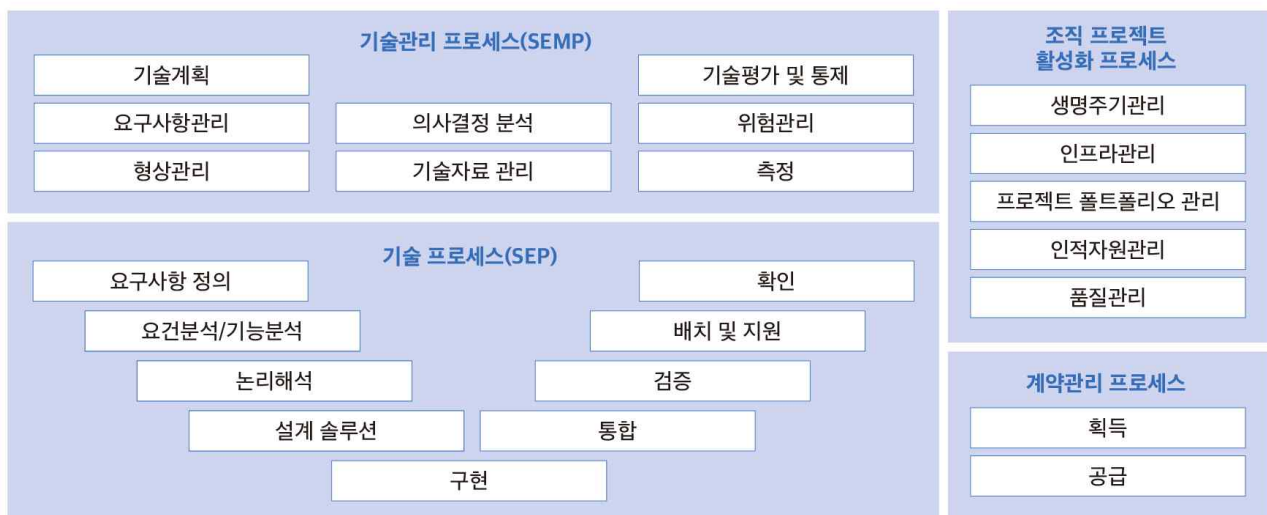 기술관리 프로세스(SEMP)
기술계획
요구사항관리
형상관리
의사결정 분석
기술자료 관리
기술평가 및 통제
위험관리
측정
기술 프로세스(SEP)
요구사항 정의
요건분석/기능분석
논리해석
설계 솔루션
구현
통합
검증
배치 및 지원
확인
조직 프로젝트
활성화 프로세스
생명주기관리
인프라관리
프로젝트 폴트폴리오 관리
인적자원관리
품질관리
계약관리 프로세스
획득
공급